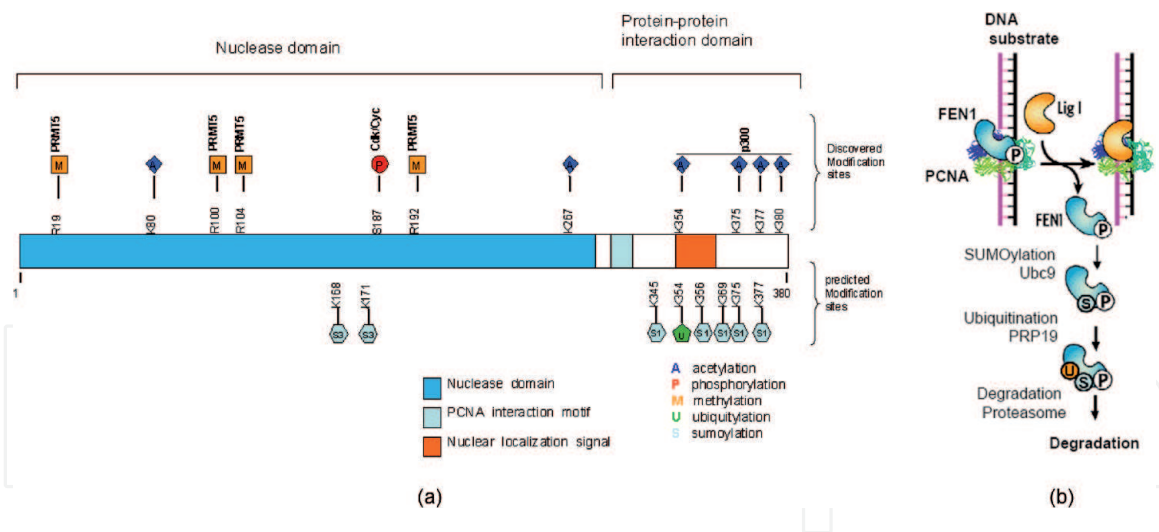 Nuclease domain
Protein-protein
interaction domain
PRMT5
PRMT5
PRMT5
Cdk/Cyc
PRMT5
p300
M
A
M
M
P
M
A
A
A
A
A
R19
K80
R100
R104
S187
R192
K267
K354
K375
K377
K380
Discovered
Modification
sites
1
380
K168
K171
K345
K354
K356
K369
K375
K377
S3
S3
S1
U
S1
S1
S1
predicted
Modification
sites
Nuclease domain
PCNA interaction motif
Nuclear localization signal
A acetylation
P phosphorylation
M methylation
U ubiquitylation
S sumoylation
(a)
DNA
substrate
FEN1
Lig I
P
PCNA
FEN1
P
SUMOylation
Ubc9
S P
Ubiquitination
PRP19
U S P
Degradation
Proteasome
Degradation
(b)